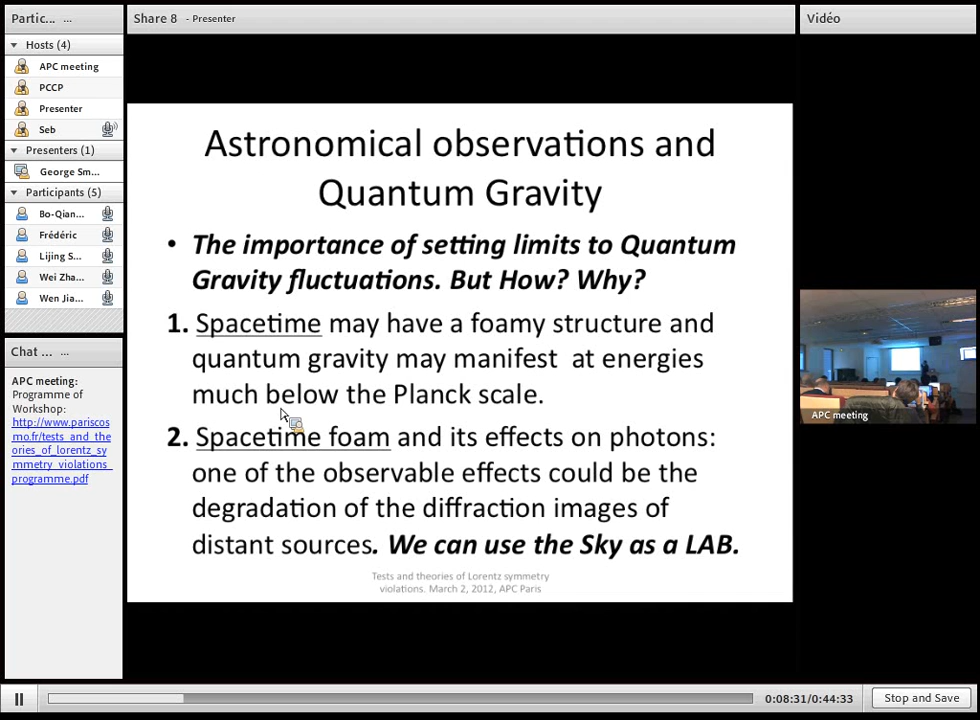 Partic... ...
Hosts (4)
APC meeting
PCCP
Presenter
Seb
Presenters (1)
George Sm...
Participants (5)
Bo-Qian...
Frédéric
Lijing S...
Wei Zha...
Wen Jia...
Chat ... ...
APC meeting:
Programme of
Workshop:
http://www.pariscos
mo.fr/tests_and_the
ories_of_lorentz_sy
mmetry_violations_
programme.pdf
Share 8 - Presenter
Astronomical observations and
Quantum Gravity
• The importance of setting limits to Quantum
Gravity fluctuations. But How? Why?
1. Spacetime may have a foamy structure and
quantum gravity may manifest at energies
much below the Planck scale.
2. Spacetime foam and its effects on photons:
one of the observable effects could be the
degradation of the diffraction images of
distant sources. We can use the Sky as a LAB.
Tests and theories of Lorentz symmetry
violations. March 2, 2012, APC Paris
Vidéo
APC meeting
0:08:31/0:44:33
Stop and Save